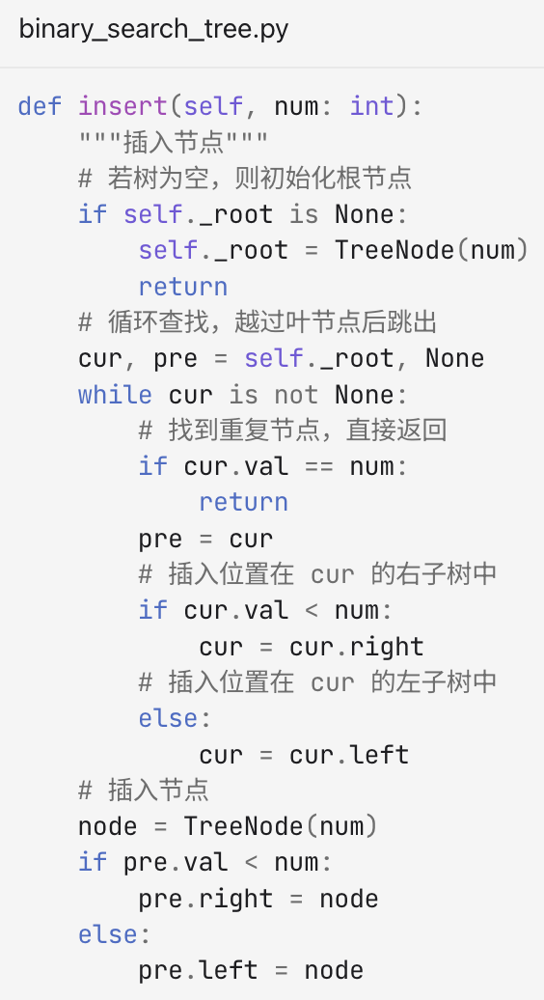 binary_search_tree.py
def insert(self, num: int):
    """插入节点"""
    # 若树为空，则初始化根节点
    if self._root is None:
        self._root = TreeNode(num)
        return
    # 循环查找，越过叶节点后跳出
    cur, pre = self._root, None
    while cur is not None:
        # 找到重复节点，直接返回
        if cur.val == num:
            return
        pre = cur
        # 插入位置在 cur 的右子树中
        if cur.val < num:
            cur = cur.right
        # 插入位置在 cur 的左子树中
        else:
            cur = cur.left
    # 插入节点
    node = TreeNode(num)
    if pre.val < num:
        pre.right = node
    else:
        pre.left = node